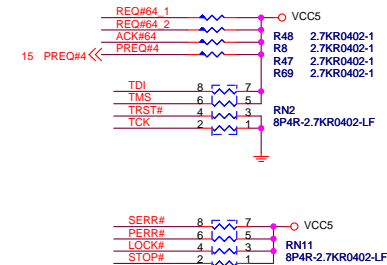 REQ#64_1
REQ#64_2
ACK#64
15 PREQ#4 PREQ#4
VCC5
R48 2.7KR0402-1
R8 2.7KR0402-1
R47 2.7KR0402-1
R69 2.7KR0402-1
TDI 8 7
TMS 6 5
TRST# 4 3
TCK 2 1
RN2
8P4R-2.7KR0402-LF
SERR# 8 7 VCC5
PERR# 6 5
LOCK# 4 3
STOP# 2 1
RN11
8P4R-2.7KR0402-LF